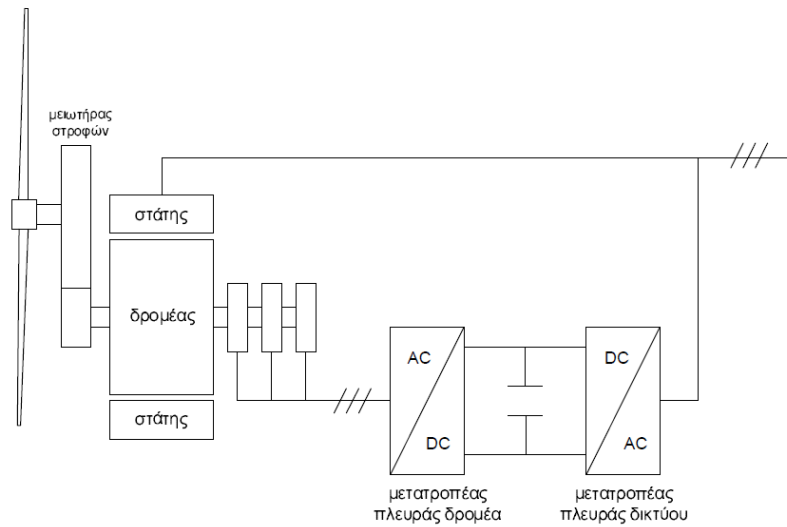 μειωτήρας
στροφών
στάτης
δρομέας
στάτης
AC
DC
DC
AC
μετατροπέας
πλευράς δρομέα
μετατροπέας
πλευράς δικτύου